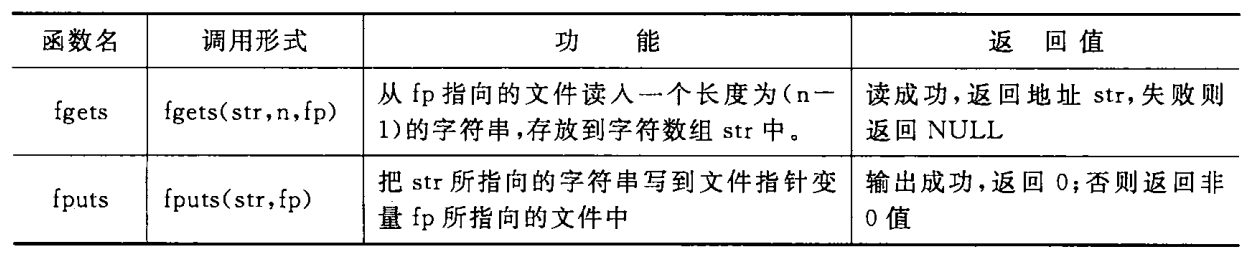 函数名 调用形式 功 能 返 回 值
fgets fgets(str,n,fp) 从 fp 指向的文件读入一个长度为(n－
1)的字符串,存放到字符数组 str 中。
读成功,返回地址 str,失败则
返回 NULL
fputs fputs(str,fp) 把 str 所指向的字符串写到文件指针变
量 fp 所指向的文件中
输出成功,返回 0;否则返回非
0 值